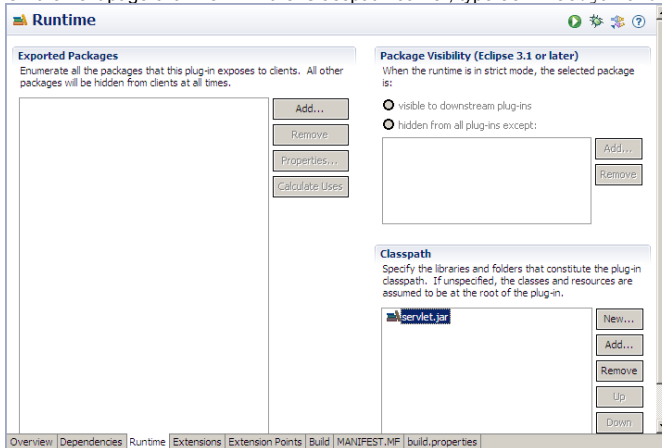 Runtime
Exported Packages
Enumerate all the packages that this plug-in exposes to clients. All other
packages will be hidden from clients at all times.
Add...
Remove
Properties...
Calculate Uses
Package Visibility (Eclipse 3.1 or later)
When the runtime is in strict mode, the selected package
is:
visible to downstream plug-ins
hidden from all plug-ins except:
Add...
Remove
Classpath
Specify the libraries and folders that constitute the plug-in
classpath. If unspecified, the classes and resources are
assumed to be at the root of the plug-in.
servlet.jar
New...
Add...
Remove
Up
Down
Overview Dependencies Runtime Extensions Extension Points Build MANIFEST.MF build.properties